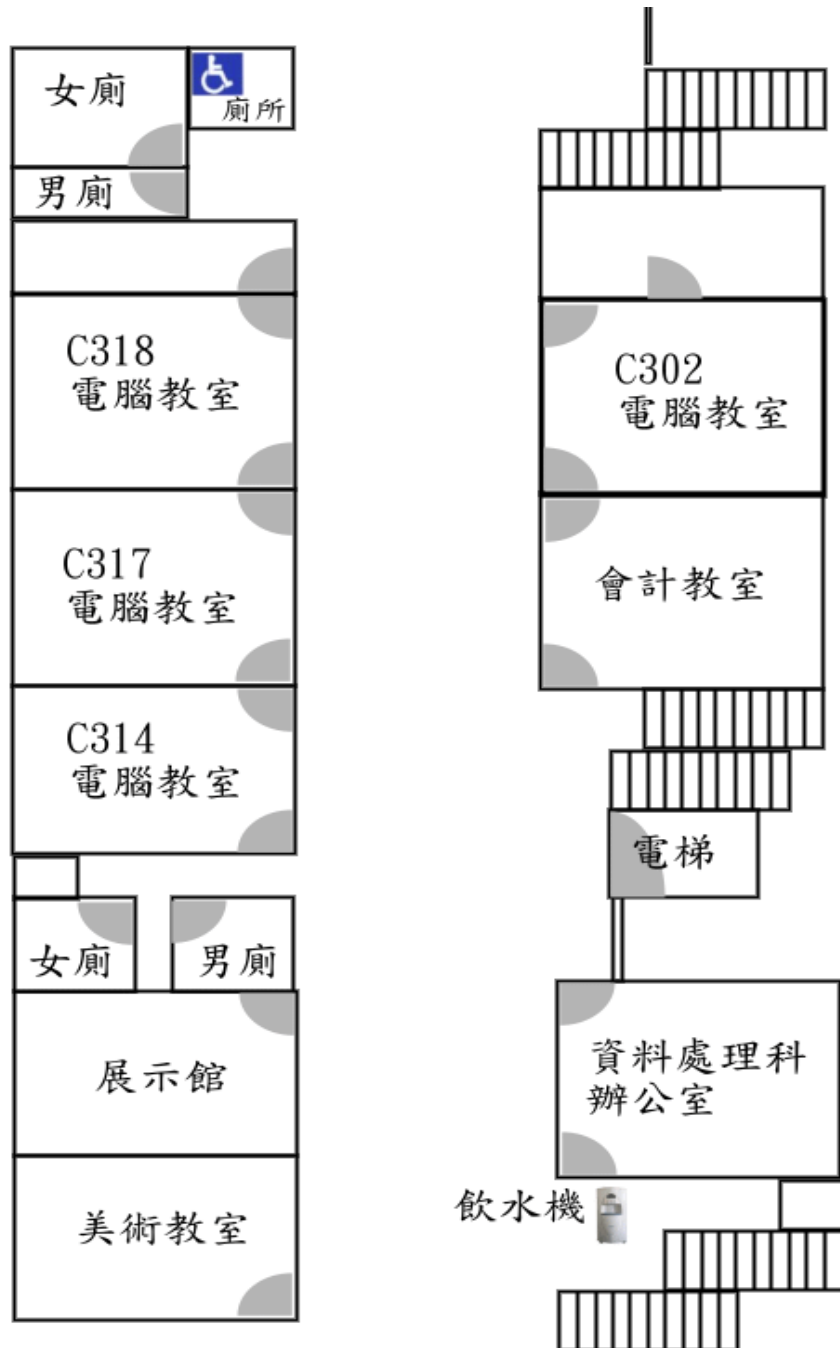 女廁
廁所
男廁
C318
電腦教室
C317
電腦教室
C314
電腦教室
女廁
男廁
展示館
美術教室
C302
電腦教室
會計教室
電梯
資料處理科
辦公室
飲水機